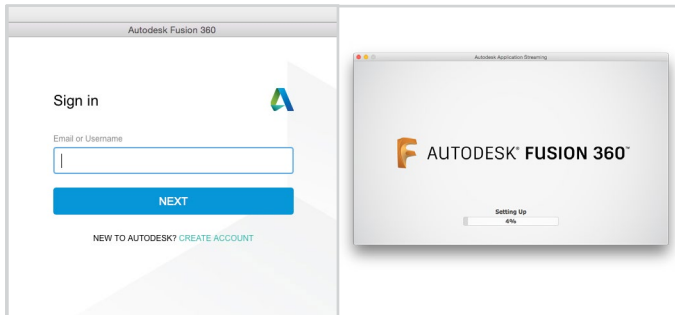 Autodesk Fusion 360
Sign in
Email or Username
NEXT
NEW TO AUTODESK? CREATE ACCOUNT
Autodesk Application Streaming
AUTODESK® FUSION 360™
Setting Up
4%